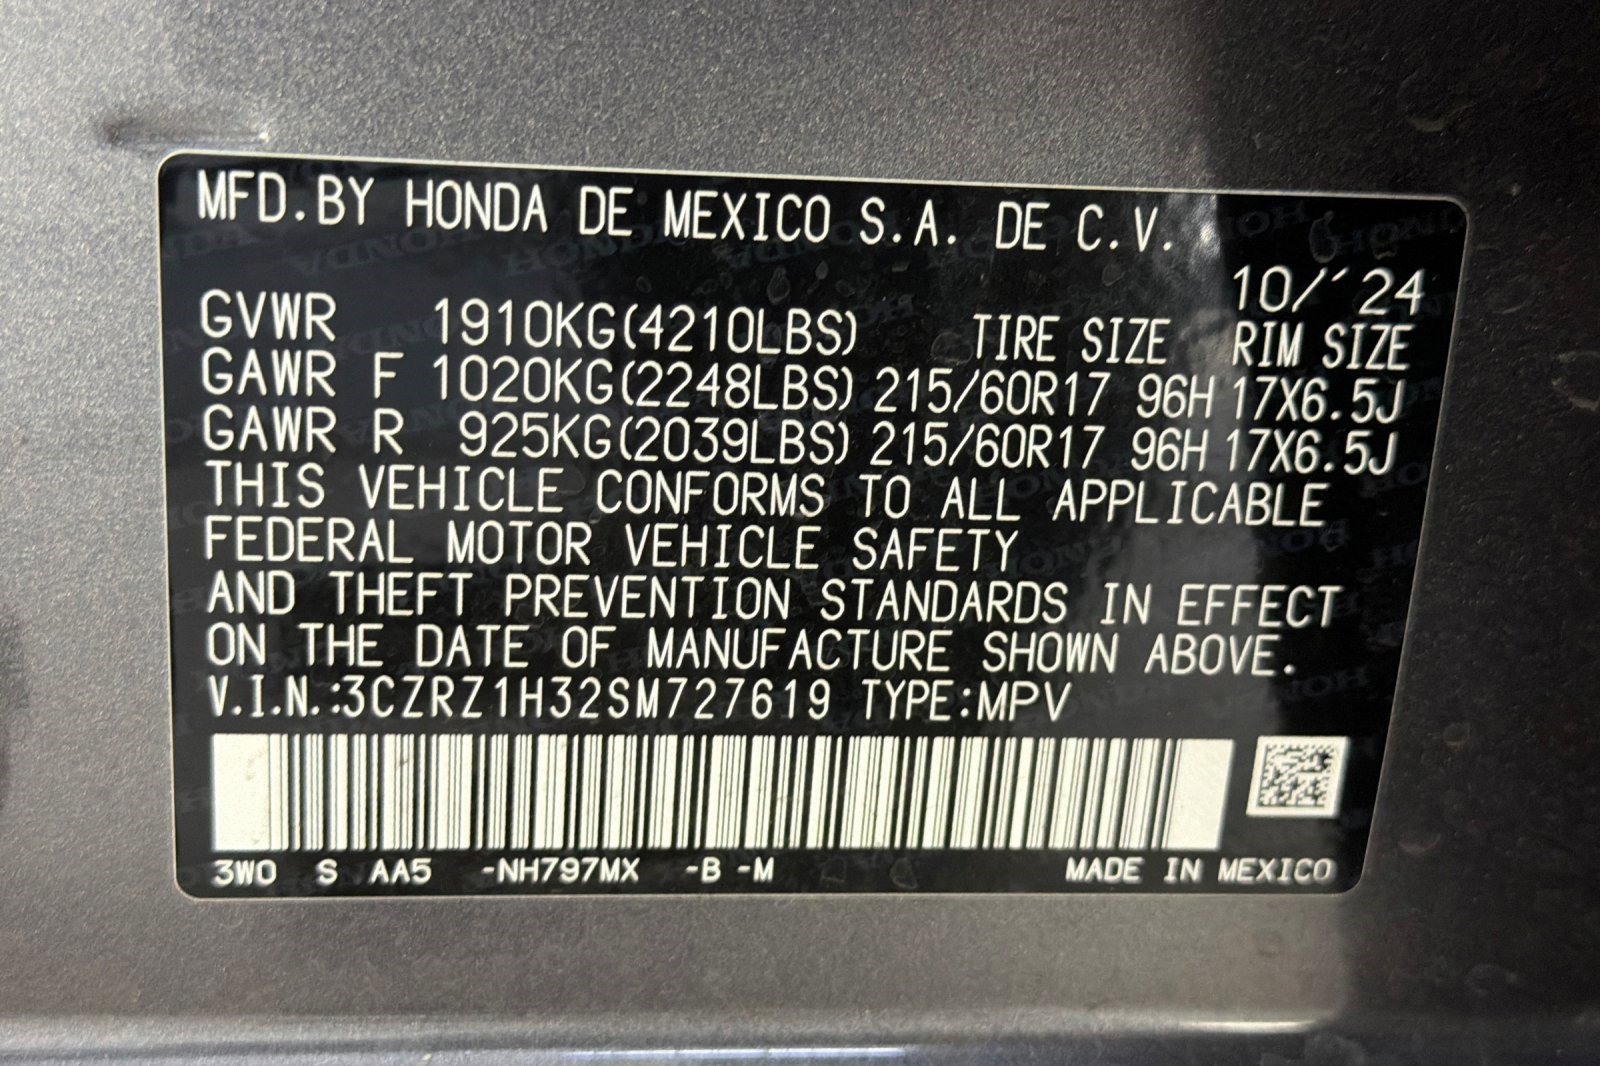 MFD.BY HONDA DE MEXICO S.A. DE C.V.
10/´24
GVWR 1910KG(4210LBS) TIRE SIZE RIM SIZE
GAWR F 1020KG(2248LBS) 215/60R17 96H 17X6.5J
GAWR R 925KG(2039LBS) 215/60R17 96H 17X6.5J
THIS VEHICLE CONFORMS TO ALL APPLICABLE
FEDERAL MOTOR VEHICLE SAFETY
AND THEFT PREVENTION STANDARDS IN EFFECT
ON THE DATE OF MANUFACTURE SHOWN ABOVE.
V.I.N.:3CZRZ1H32SM727619 TYPE:MPV
3W0 S AA5 -NH797MX -B -M MADE IN MEXICO